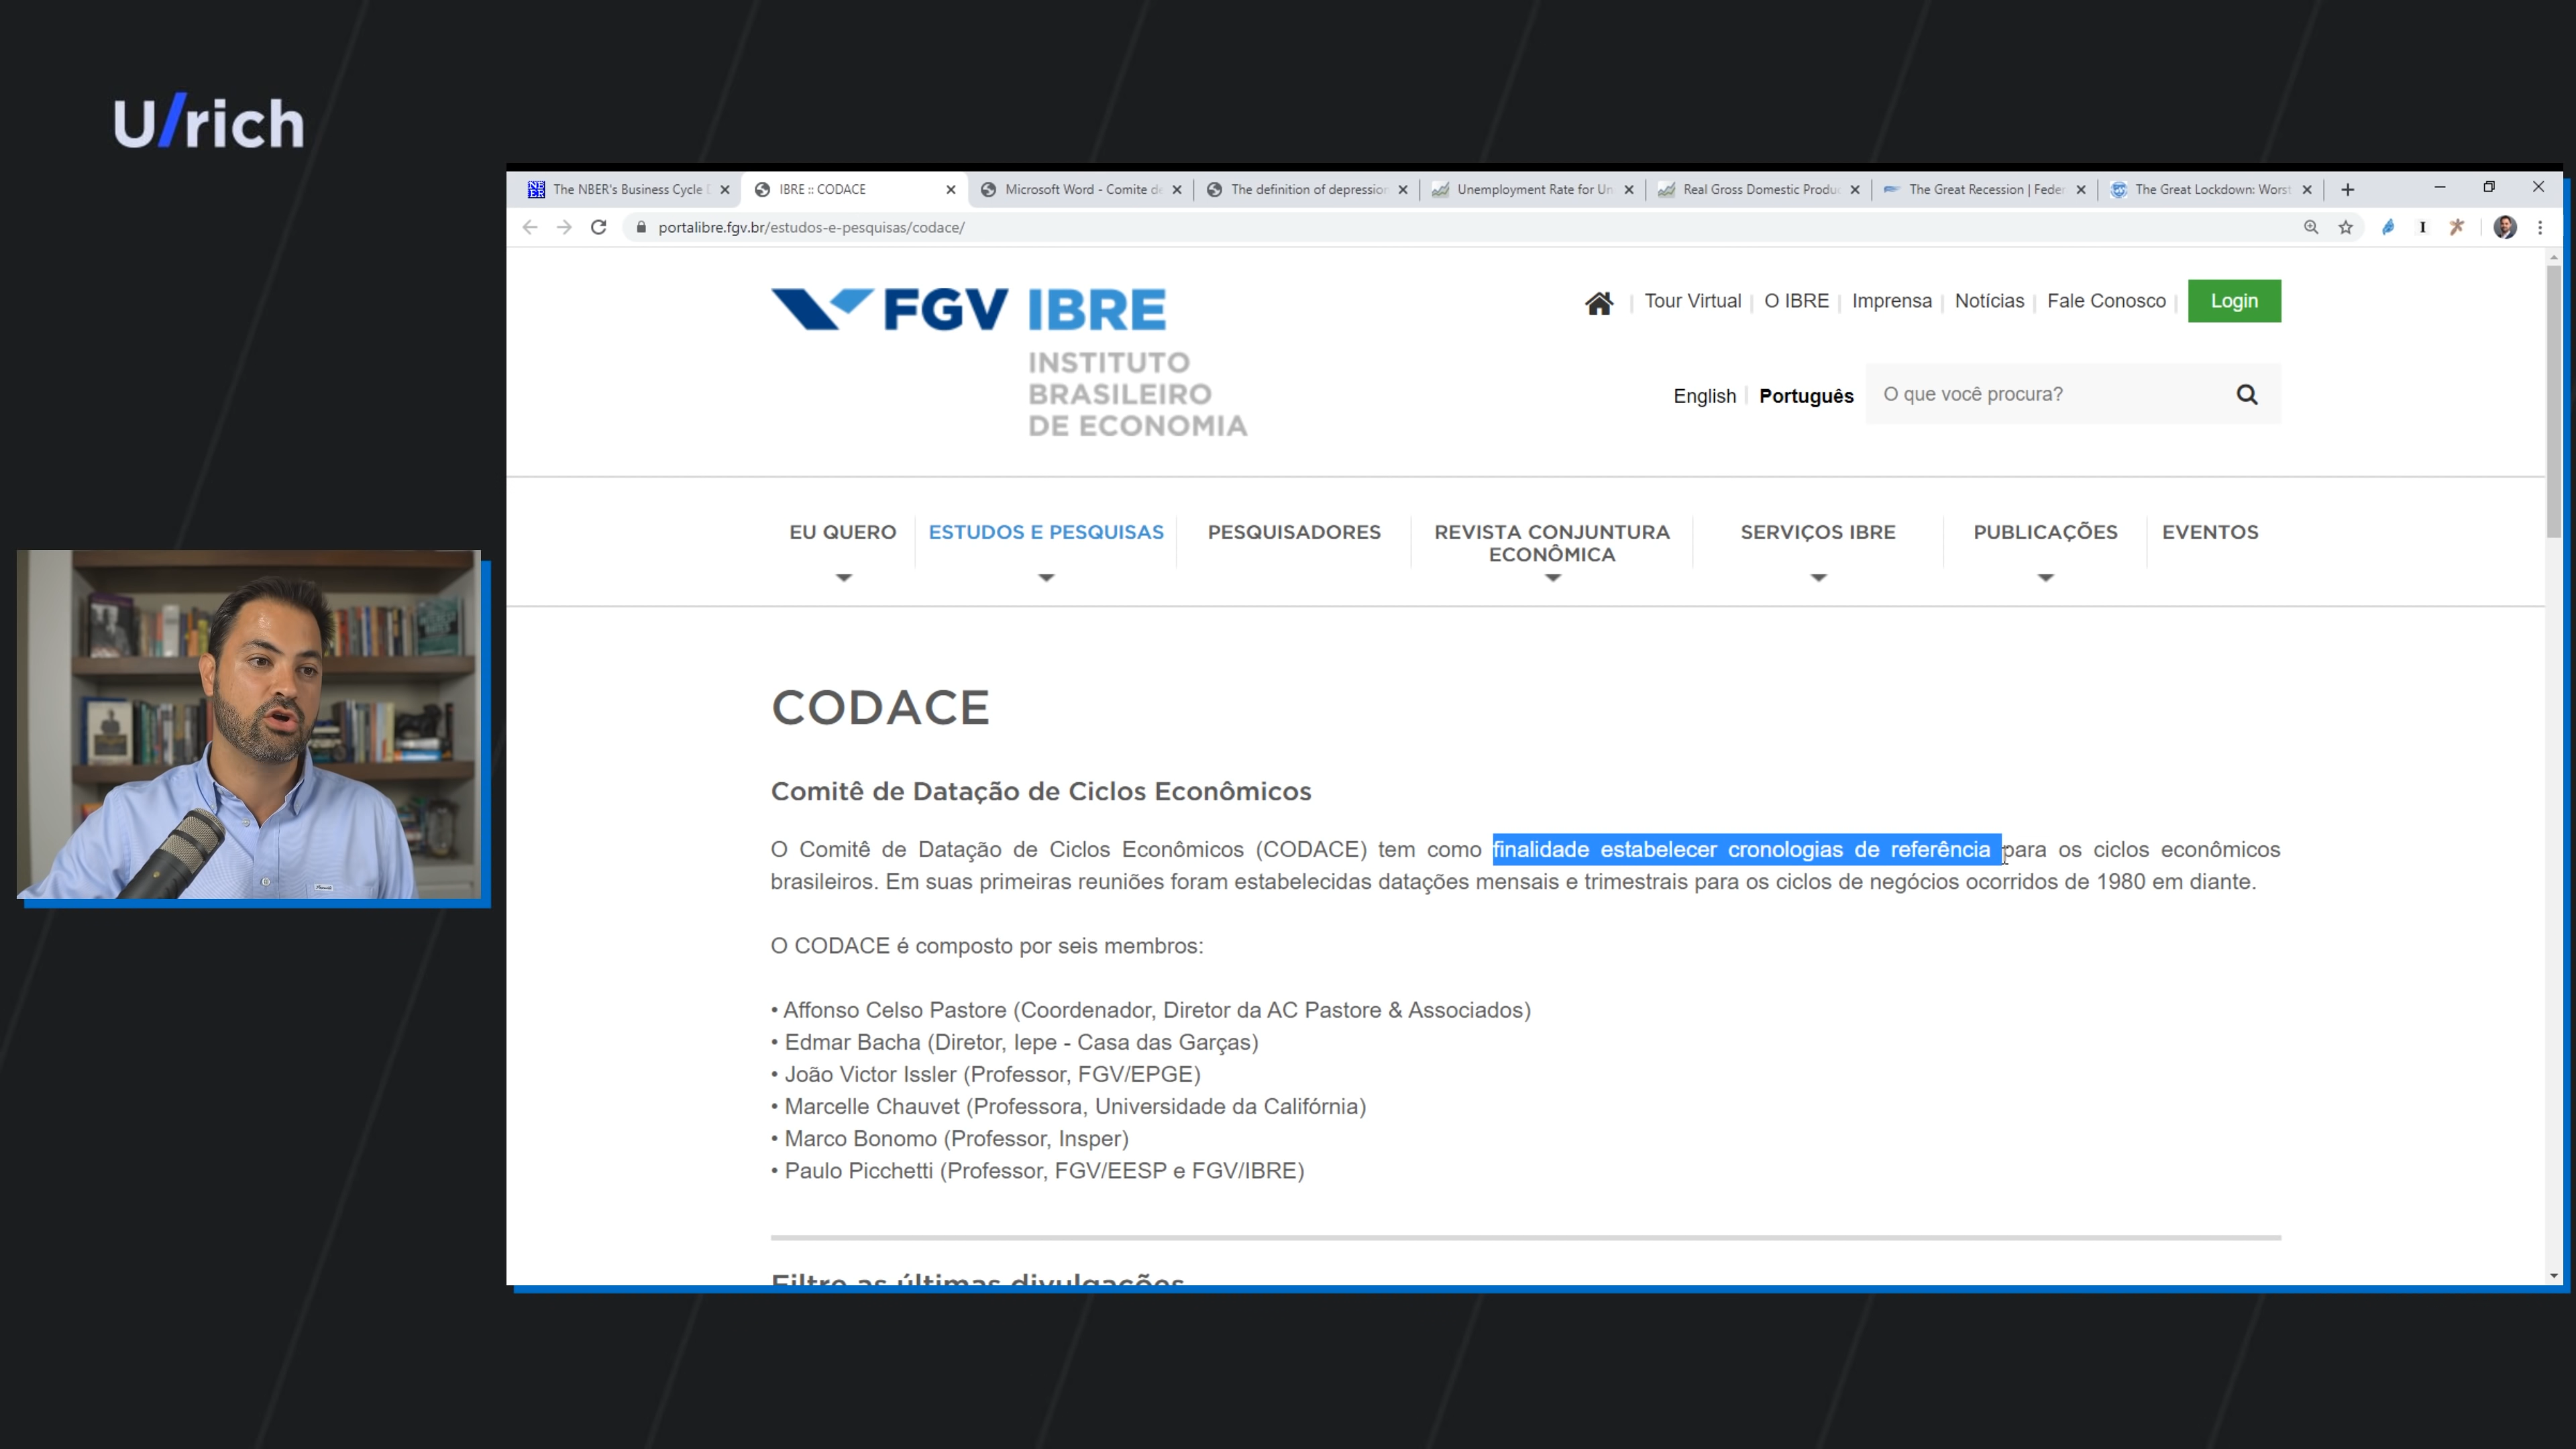 U/rich
The NBER's Business Cycle D
IBRE :: CODACE
Microsoft Word - Comite de
The definition of depression
Unemployment Rate for Un
Real Gross Domestic Produc
The Great Recession | Feder
The Great Lockdown: Worst
portalibre.fgv.br/estudos-e-pesquisas/codace/
FGV IBRE
INSTITUTO
BRASILEIRO
DE ECONOMIA
Tour Virtual | O IBRE | Imprensa | Notícias | Fale Conosco | Login
English | Português
O que você procura?
EU QUERO
ESTUDOS E PESQUISAS
PESQUISADORES
REVISTA CONJUNTURA
ECONÔMICA
SERVIÇOS IBRE
PUBLICAÇÕES
EVENTOS
CODACE
Comitê de Datação de Ciclos Econômicos
O Comitê de Datação de Ciclos Econômicos (CODACE) tem como finalidade estabelecer cronologias de referência para os ciclos econômicos
brasileiros. Em suas primeiras reuniões foram estabelecidas datações mensais e trimestrais para os ciclos de negócios ocorridos de 1980 em diante.
O CODACE é composto por seis membros:
• Affonso Celso Pastore (Coordenador, Diretor da AC Pastore & Associados)
• Edmar Bacha (Diretor, Iepe - Casa das Garças)
• João Victor Issler (Professor, FGV/EPGE)
• Marcelle Chauvet (Professora, Universidade da Califórnia)
• Marco Bonomo (Professor, Insper)
• Paulo Picchetti (Professor, FGV/EESP e FGV/IBRE)
Filtre as últimas divulgações